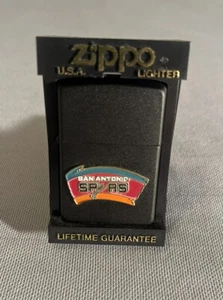 Zippo
U.S.A. LIGHTER
SAN ANTONIO
SPURS
LIFETIME GUARANTEE